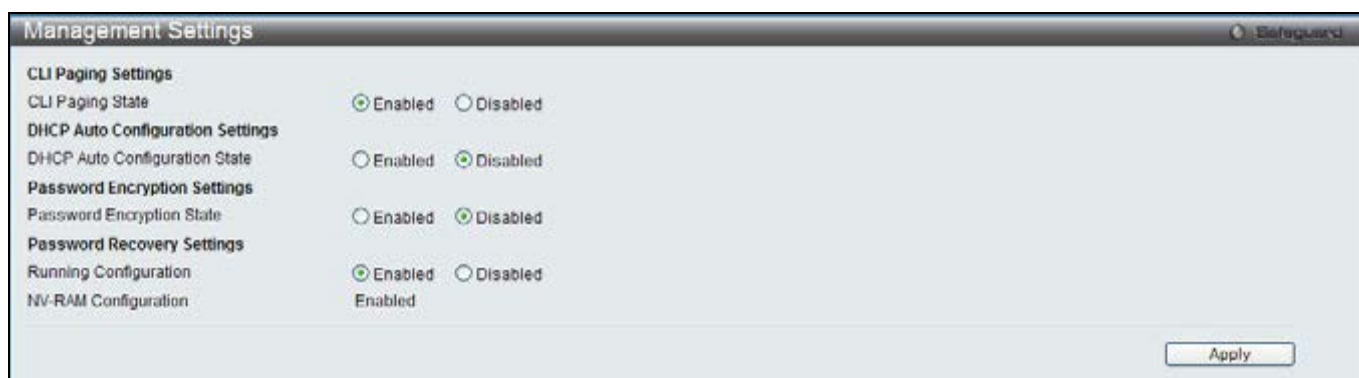 Management Settings
Safeguard
CLI Paging Settings
CLI Paging State Enabled Disabled
DHCP Auto Configuration Settings
DHCP Auto Configuration State Enabled Disabled
Password Encryption Settings
Password Encryption State Enabled Disabled
Password Recovery Settings
Running Configuration Enabled Disabled
NV-RAM Configuration Enabled
Apply